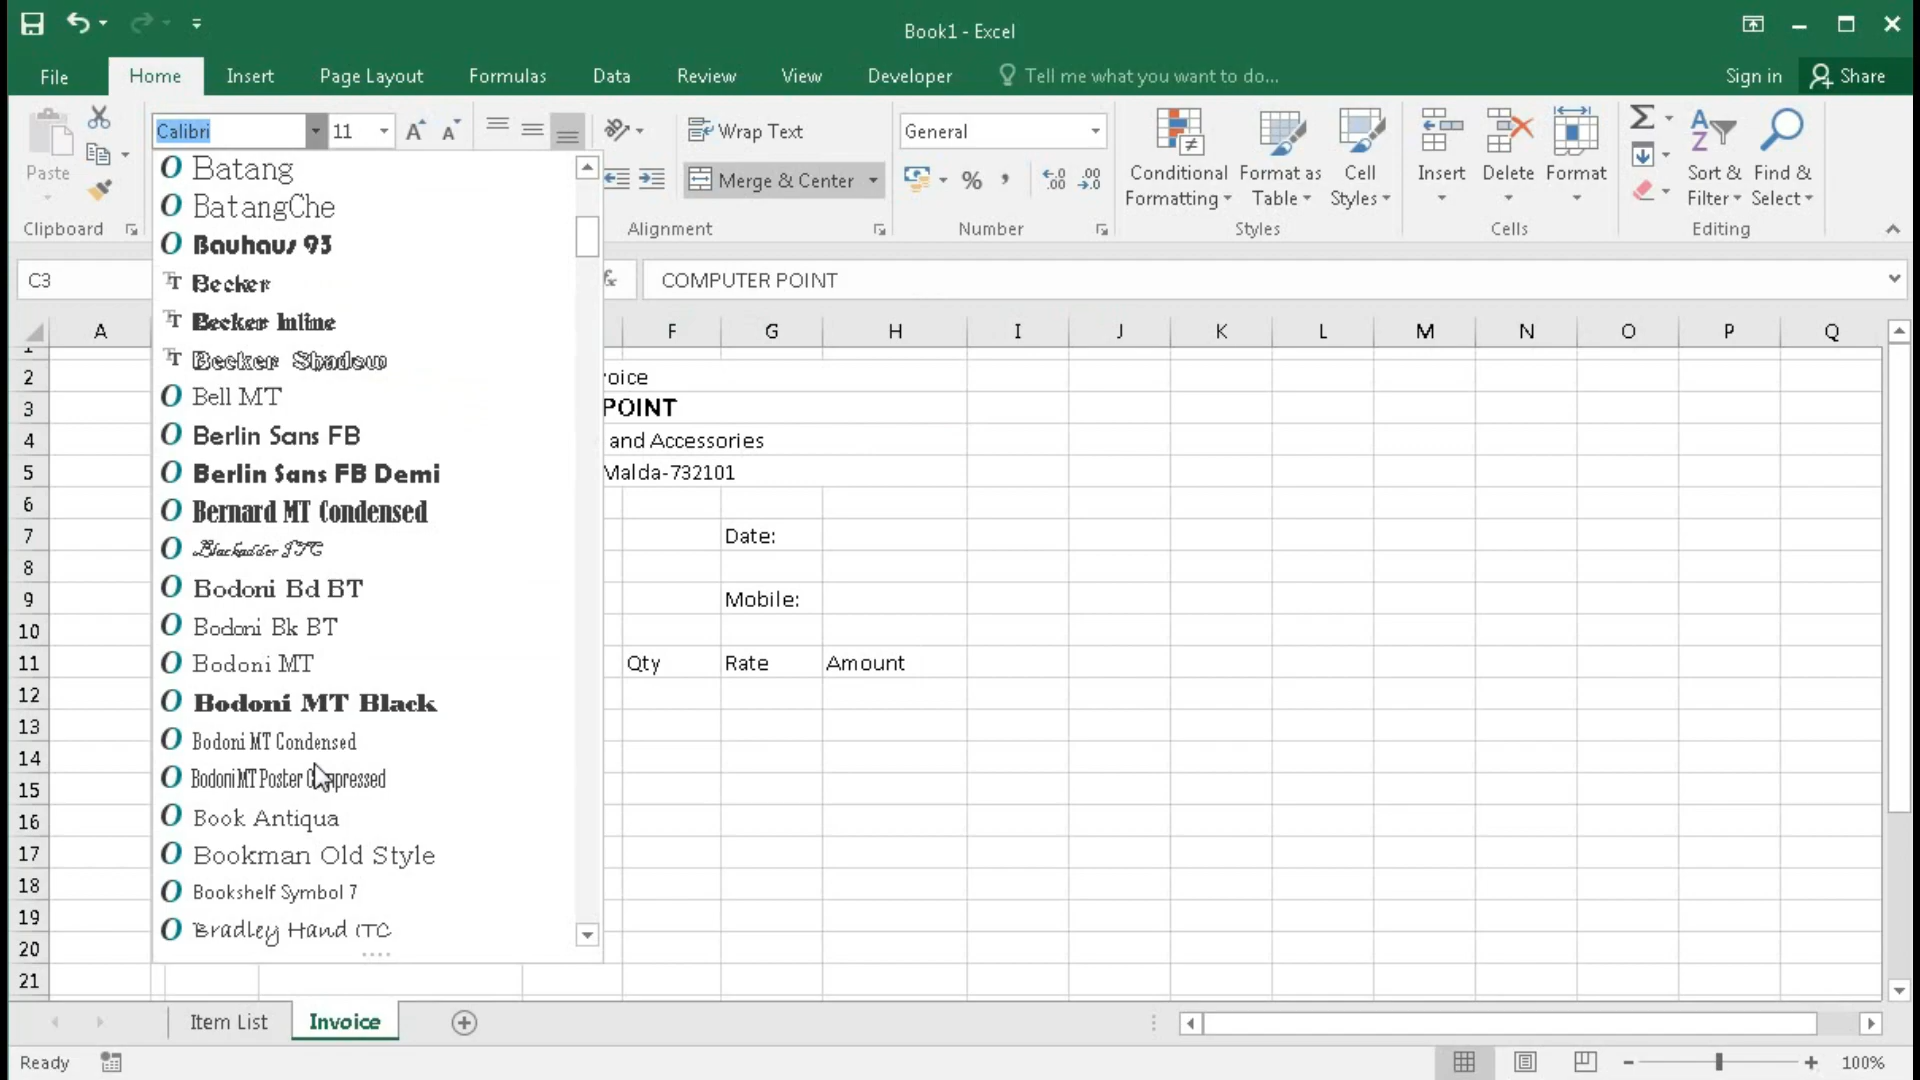 Book1 - Excel
File Home Insert Page Layout Formulas Data Review View Developer Tell me what you want to do... Sign in Share
Calibri 11 Wrap Text General
Paste Merge & Center % Conditional Formatting Format as Table Cell Styles Insert Delete Format Sort & Filter Find & Select
Clipboard Alignment Number Styles Cells Editing
C3 fx COMPUTER POINT
A F G H I J K L M N O P Q
Batang
BatangChe
Bauhaus 93
Becker
Becker Inline
Becker Shadow
Bell MT
Berlin Sans FB
Berlin Sans FB Demi
Bernard MT Condensed
Blackadder ITC
Bodoni Bd BT
Bodoni Bk BT
Bodoni MT
Bodoni MT Black
Bodoni MT Condensed
Bodoni MT Poster Compressed
Book Antiqua
Bookman Old Style
Bookshelf Symbol 7
Bradley Hand ITC
1
2 oice
3 POINT
4 and Accessories
5 Malda-732101
6
7 Date:
8
9 Mobile:
10
11 Qty Rate Amount
12
13
14
15
16
17
18
19
20
21
Item List Invoice
Ready 100%